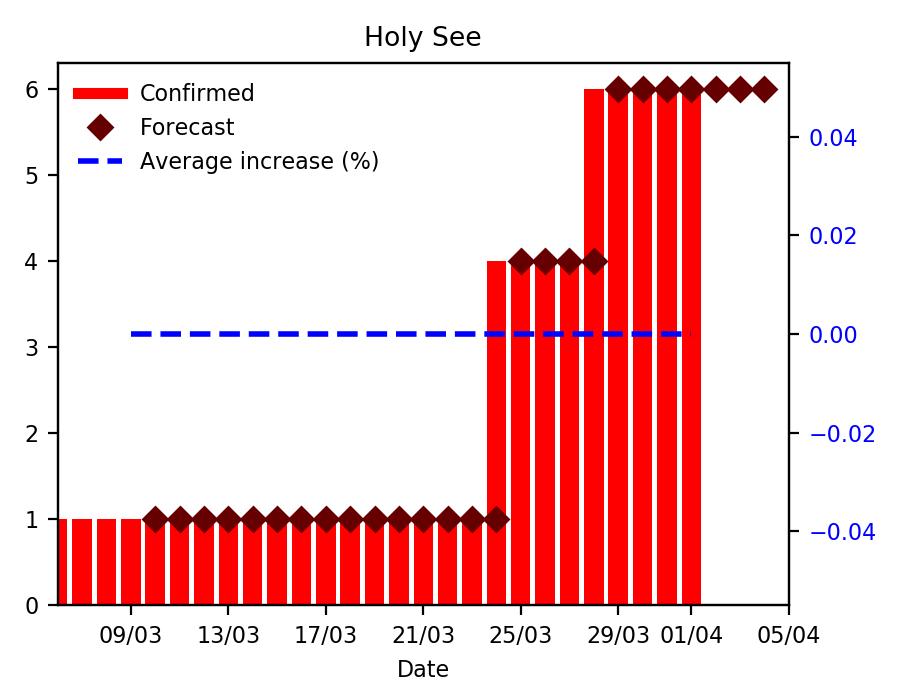 Holy See
Confirmed
Forecast
Average increase (%)
6
5
4
3
2
1
0
0.04
0.02
0.00
−0.02
−0.04
09/03 13/03 17/03 21/03 25/03 29/03 01/04 05/04
Date